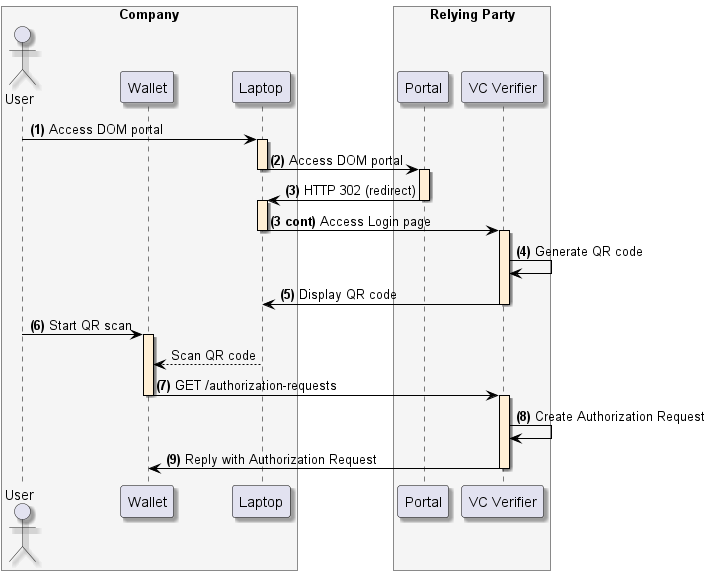 Company
Relying Party
User
Wallet
Laptop
Portal
VC Verifier
(1) Access DOM portal
(2) Access DOM portal
(3) HTTP 302 (redirect)
(3 cont) Access Login page
(4) Generate QR code
(5) Display QR code
(6) Start QR scan
Scan QR code
(7) GET /authorization-requests
(8) Create Authorization Request
(9) Reply with Authorization Request
User
Wallet
Laptop
Portal
VC Verifier